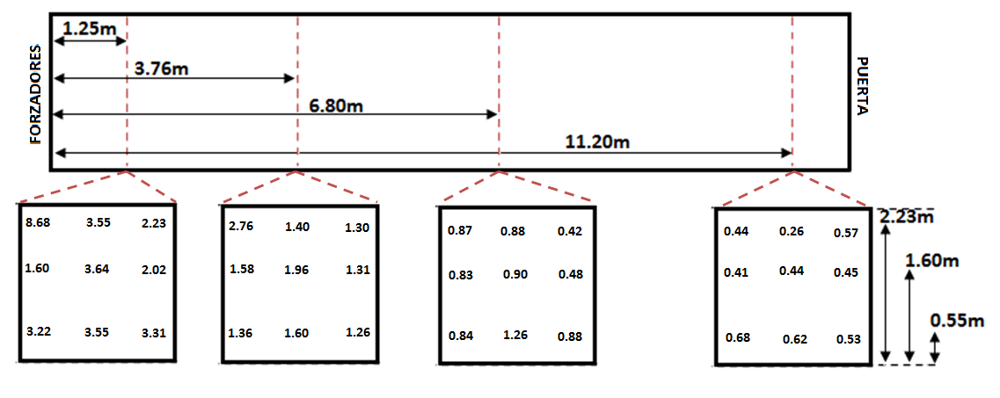 1.25m
3.76m
6.80m
11.20m
FORZADORES
PUERTA
8.68 3.55 2.23
1.60 3.64 2.02
3.22 3.55 3.31
2.76 1.40 1.30
1.58 1.96 1.31
1.36 1.60 1.26
0.87 0.88 0.42
0.83 0.90 0.48
0.84 1.26 0.88
0.44 0.26 0.57
0.41 0.44 0.45
0.68 0.62 0.53
2.23m
1.60m
0.55m